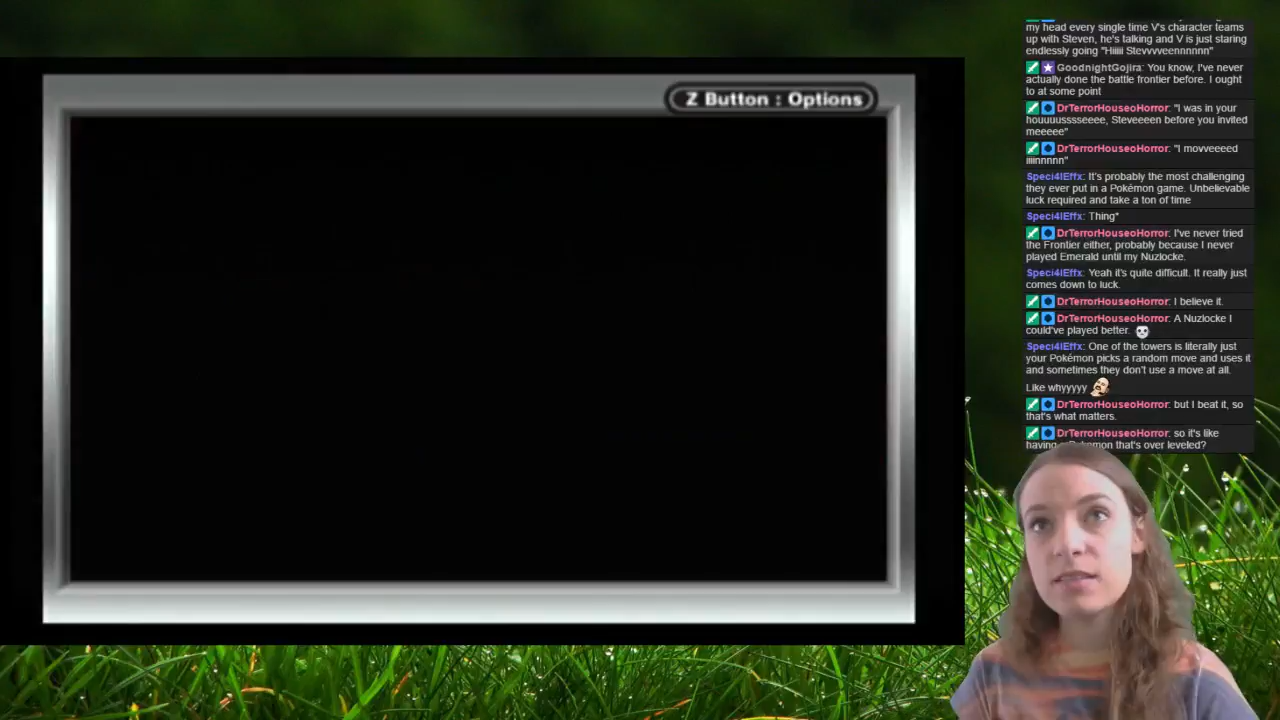 Z Button : Options
my head every single time V's character teams
up with Steven, he's talking and V is just staring
endlessly going "Hiiiii Stevvvveennnnnn"
GoodnightGojira: You know, I've never
actually done the battle frontier before. I ought
to at some point
DrTerrorHouseoHorror: "I was in your
houuuusssseeee, Steveeeen before you invited
meeeee"
DrTerrorHouseoHorror: "I movveeeed
iiiinnnnn"
Speci4lEffx: It's probably the most challenging
they ever put in a Pokémon game. Unbelievable
luck required and take a ton of time
Speci4lEffx: Thing*
DrTerrorHouseoHorror: I've never tried
the Frontier either, probably because I never
played Emerald until my Nuzlocke.
Speci4lEffx: Yeah it's quite difficult. It really just
comes down to luck.
DrTerrorHouseoHorror: I believe it.
DrTerrorHouseoHorror: A Nuzlocke I
could've played better.
Speci4lEffx: One of the towers is literally just
your Pokémon picks a random move and uses it
and sometimes they don't use a move at all.
Like whyyyyy
DrTerrorHouseoHorror: but I beat it, so
that's what matters.
DrTerrorHouseoHorror: so it's like
having a Pokemon that's over leveled?